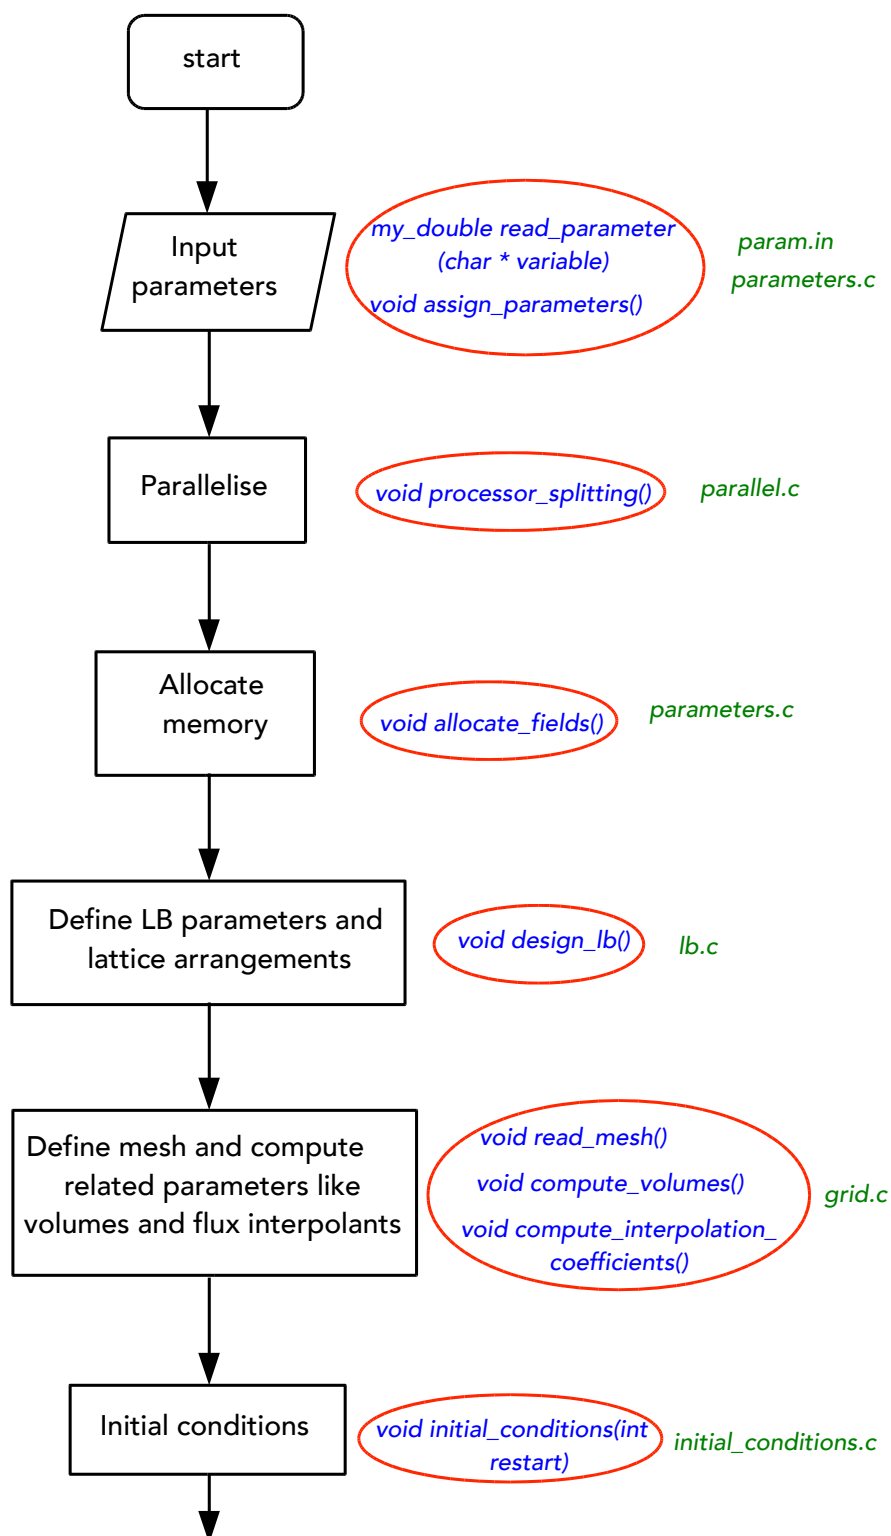 start
Input
parameters
my_double read_parameter
(char * variable)
void assign_parameters()
param.in
parameters.c
Parallelise
void processor_splitting()
parallel.c
Allocate
memory
void allocate_fields()
parameters.c
Define LB parameters and
lattice arrangements
void design_lb()
lb.c
Define mesh and compute
related parameters like
volumes and flux interpolants
void read_mesh()
void compute_volumes()
void compute_interpolation_
coefficients()
grid.c
Initial conditions
void initial_conditions(int
restart)
initial_conditions.c